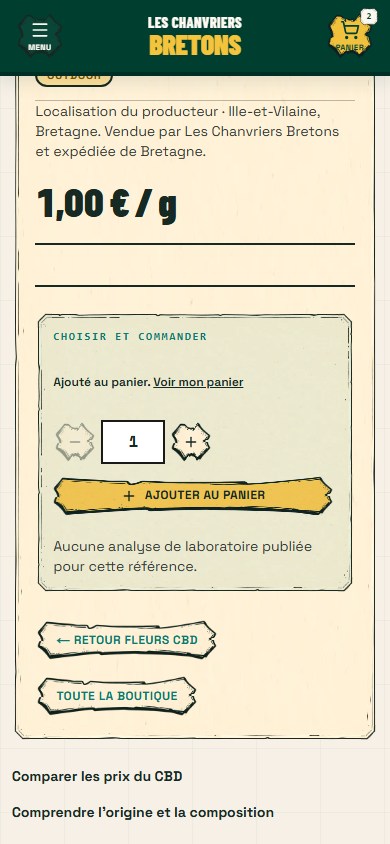 MENU
LES CHANVRIERS
BRETONS
2
PANIER
OUTDOOR
Localisation du producteur · Ille-et-Vilaine,
Bretagne. Vendue par Les Chanvriers Bretons
et expédiée de Bretagne.
1,00 € / g
CHOISIR ET COMMANDER
Ajouté au panier. Voir mon panier
− 1 +
+ AJOUTER AU PANIER
Aucune analyse de laboratoire publiée
pour cette référence.
← RETOUR FLEURS CBD
TOUTE LA BOUTIQUE
Comparer les prix du CBD
Comprendre l'origine et la composition